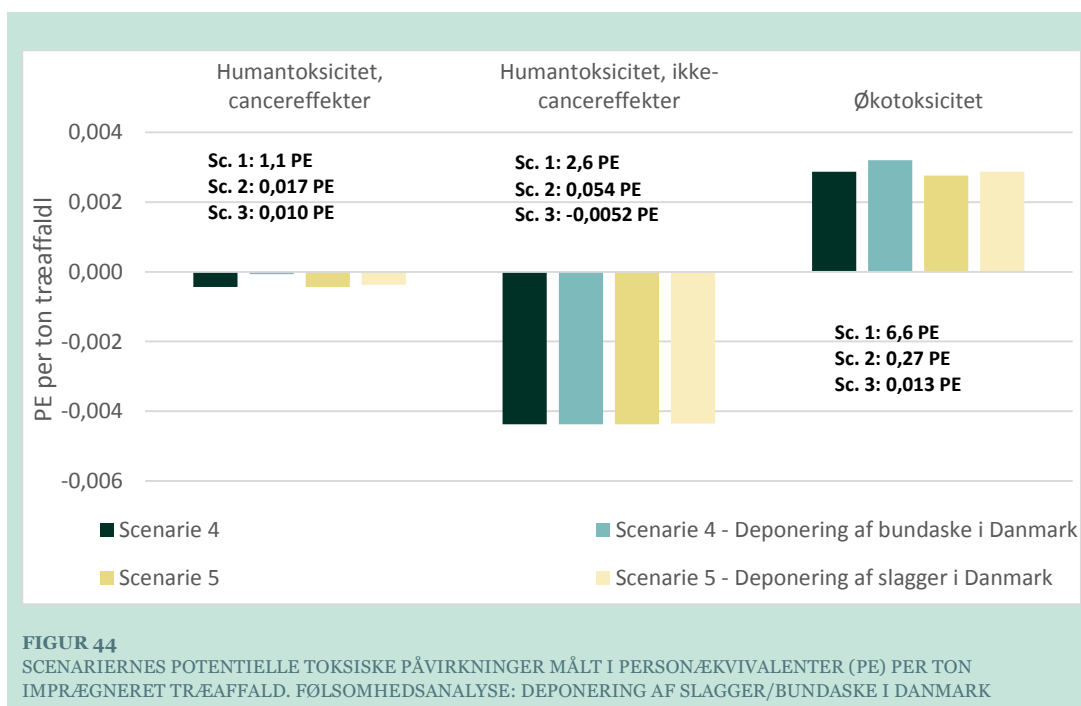 Humantoksicitet,
cancereffekter
Humantoksicitet, ikke-
cancereffekter
Økotoksicitet
PE per ton træaffaldl
0,004
0,002
0,000
-0,002
-0,004
-0,006
Sc. 1: 1,1 PE
Sc. 2: 0,017 PE
Sc. 3: 0,010 PE
Sc. 1: 2,6 PE
Sc. 2: 0,054 PE
Sc. 3: -0,0052 PE
Sc. 1: 6,6 PE
Sc. 2: 0,27 PE
Sc. 3: 0,013 PE
Scenarie 4
Scenarie 4 - Deponering af bundaske i Danmark
Scenarie 5
Scenarie 5 - Deponering af slagger i Danmark
FIGUR 44
SCENARIERNES POTENTIELLE TOKSISKE PÅVIRKNINGER MÅLT I PERSONÆKVIVALENTER (PE) PER TON
IMPRÆGNERET TRÆAFFALD. FØLSOMHEDSANALYSE: DEPONERING AF SLAGGER/BUNDASKE I DANMARK